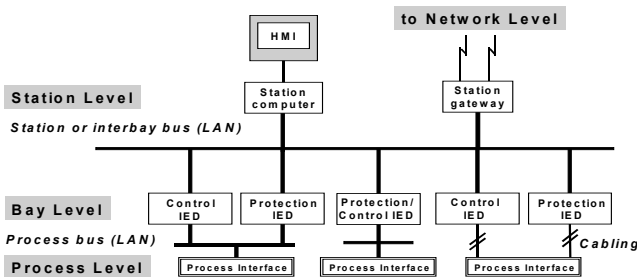 to Network Level
HMI
Station Level
Station
computer
Station
gateway
Station or interbay bus (LAN)
Bay Level
Control
IED
Protection
IED
Protection/
Control IED
Control
IED
Protection
IED
Process bus (LAN)
Cabling
Process Level
Process Interface
Process Interface
Process Interface